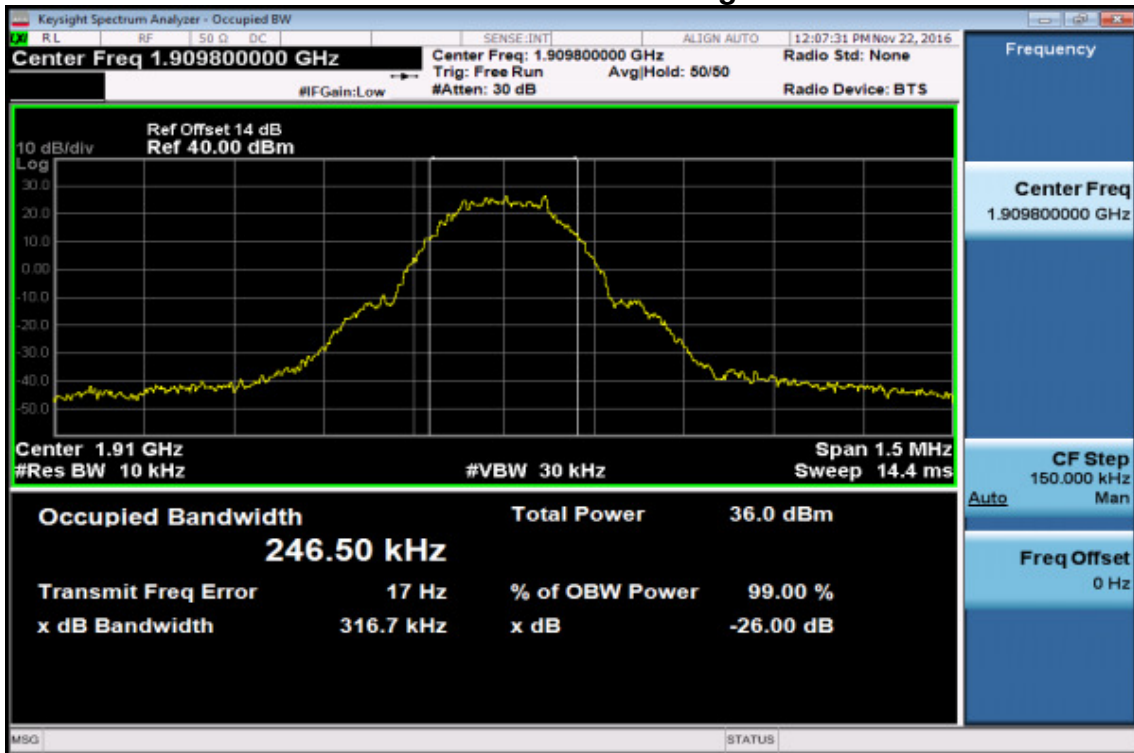 Keysight Spectrum Analyzer - Occupied BW
LXI RL RF 50 Ω DC SENSE:INT ALIGN AUTO 12:07:31 PM Nov 22, 2016
Center Freq 1.909800000 GHz
Center Freq: 1.909800000 GHz
Radio Std: None
Trig: Free Run Avg|Hold: 50/50
#IFGain:Low
#Atten: 30 dB
Radio Device: BTS
Ref Offset 14 dB
10 dB/div Ref 40.00 dBm
Log
30.0
20.0
10.0
0.00
-10.0
-20.0
-30.0
-40.0
-50.0
Center 1.91 GHz Span 1.5 MHz
#Res BW 10 kHz #VBW 30 kHz Sweep 14.4 ms
Occupied Bandwidth Total Power 36.0 dBm
246.50 kHz
Transmit Freq Error 17 Hz % of OBW Power 99.00 %
x dB Bandwidth 316.7 kHz x dB -26.00 dB
MSG STATUS
Frequency
Center Freq
1.909800000 GHz
CF Step
150.000 kHz
Auto Man
Freq Offset
0 Hz